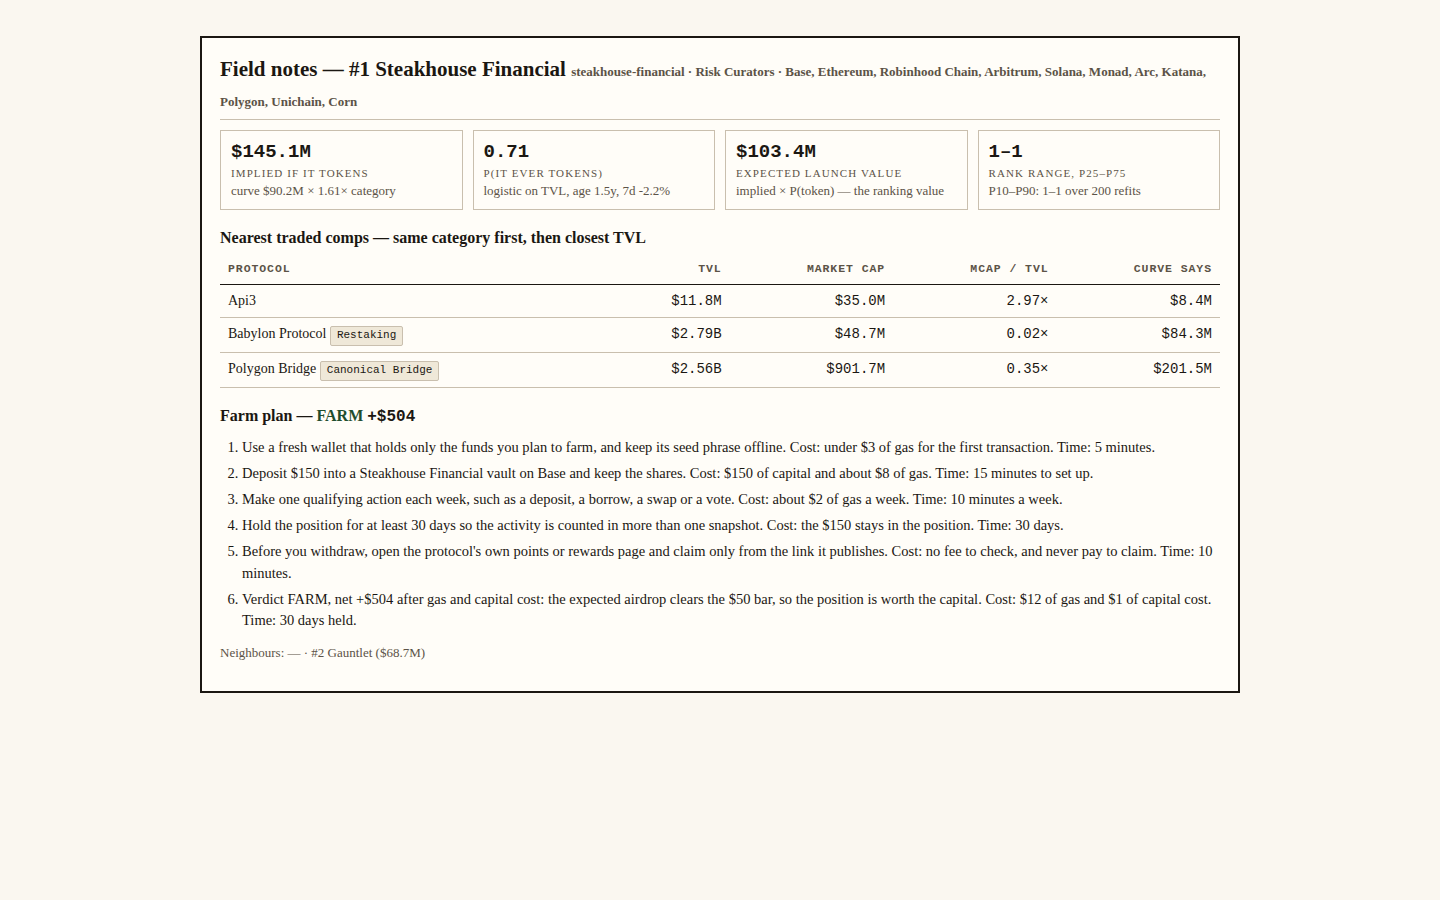 Field notes — #1 Steakhouse Financial steakhouse-financial · Risk Curators · Base, Ethereum, Robinhood Chain, Arbitrum, Solana, Monad, Arc, Katana,
Polygon, Unichain, Corn
$145.1M
IMPLIED IF IT TOKENS
curve $90.2M × 1.61× category
0.71
P(IT EVER TOKENS)
logistic on TVL, age 1.5y, 7d -2.2%
$103.4M
EXPECTED LAUNCH VALUE
implied × P(token) — the ranking value
1–1
RANK RANGE, P25–P75
P10–P90: 1–1 over 200 refits
Nearest traded comps — same category first, then closest TVL
PROTOCOL TVL MARKET CAP MCAP / TVL CURVE SAYS
Api3 $11.8M $35.0M 2.97× $8.4M
Babylon Protocol Restaking $2.79B $48.7M 0.02× $84.3M
Polygon Bridge Canonical Bridge $2.56B $901.7M 0.35× $201.5M
Farm plan — FARM +$504
1. Use a fresh wallet that holds only the funds you plan to farm, and keep its seed phrase offline. Cost: under $3 of gas for the first transaction. Time: 5 minutes.
2. Deposit $150 into a Steakhouse Financial vault on Base and keep the shares. Cost: $150 of capital and about $8 of gas. Time: 15 minutes to set up.
3. Make one qualifying action each week, such as a deposit, a borrow, a swap or a vote. Cost: about $2 of gas a week. Time: 10 minutes a week.
4. Hold the position for at least 30 days so the activity is counted in more than one snapshot. Cost: the $150 stays in the position. Time: 30 days.
5. Before you withdraw, open the protocol's own points or rewards page and claim only from the link it publishes. Cost: no fee to check, and never pay to claim. Time: 10
minutes.
6. Verdict FARM, net +$504 after gas and capital cost: the expected airdrop clears the $50 bar, so the position is worth the capital. Cost: $12 of gas and $1 of capital cost.
Time: 30 days held.
Neighbours: — · #2 Gauntlet ($68.7M)